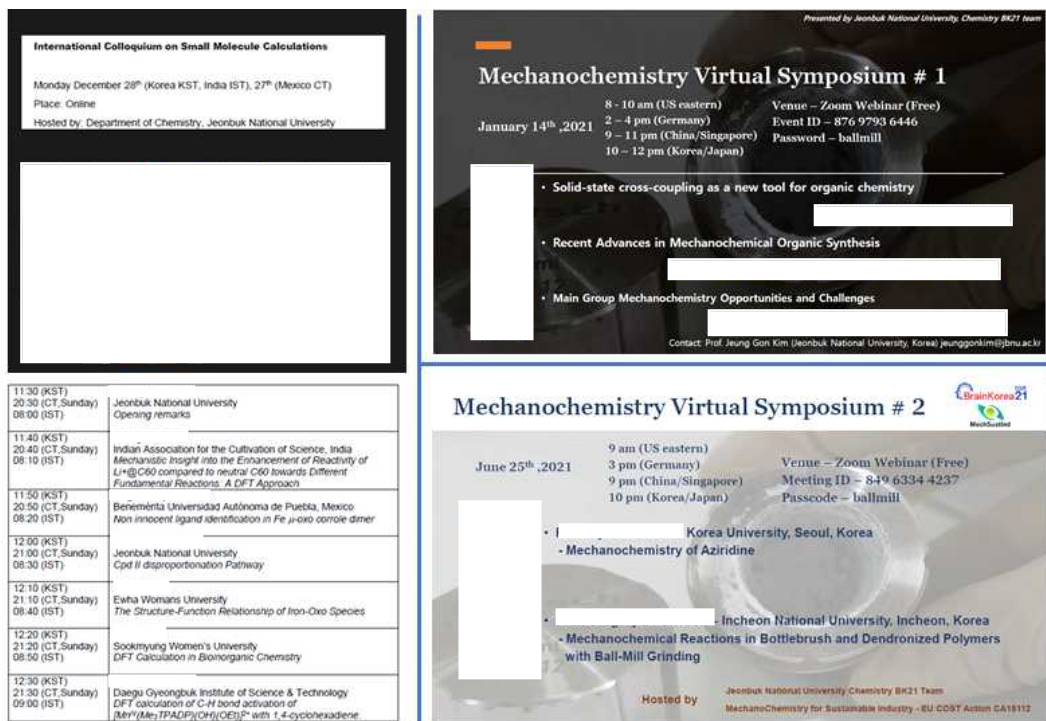 International Colloquium on Small Molecule Calculations
Monday December 28th (Korea KST, India IST), 27th (Mexico CT)
Place: Online
Hosted by: Department of Chemistry, Jeonbuk National University
11:30 (KST)
20:30 (CT,Sunday) Jeonbuk National University
08:00 (IST) Opening remarks
11:40 (KST)
20:40 (CT,Sunday) Indian Association for the Cultivation of Science, India
08:10 (IST) Mechanistic Insight into the Enhancement of Reactivity of
Li+@C60 compared to neutral C60 towards Different
Fundamental Reactions: A DFT Approach
11:50 (KST)
20:50 (CT,Sunday) Benemérita Universidad Autónoma de Puebla, Mexico
08:20 (IST) Non innocent ligand identification in Fe μ-oxo corrole dimer
12:00 (KST)
21:00 (CT,Sunday) Jeonbuk National University
08:30 (IST) Cpd II disproportionation Pathway
12:10 (KST)
21:10 (CT,Sunday) Ewha Womans University
08:40 (IST) The Structure-Function Relationship of Iron-Oxo Species
12:20 (KST)
21:20 (CT,Sunday) Sookmyung Women's University
08:50 (IST) DFT Calculation in Bioinorganic Chemistry
12:30 (KST)
21:30 (CT,Sunday) Daegu Gyeongbuk Institute of Science & Technology
09:00 (IST) DFT calculation of C-H bond activation of
with 1,4-cyclohexadiene
Presented by Jeonbuk National University, Chemistry BK21 team
Mechanochemistry Virtual Symposium # 1
January 14th ,2021
8 - 10 am (US eastern)
2 – 4 pm (Germany)
9 – 11 pm (China/Singapore)
10 – 12 pm (Korea/Japan)
Venue – Zoom Webinar (Free)
Event ID – 876 9793 6446
Password – ballmill
• Solid-state cross-coupling as a new tool for organic chemistry
• Recent Advances in Mechanochemical Organic Synthesis
• Main Group Mechanochemistry Opportunities and Challenges
Contact: Prof. Jeung Gon Kim (Jeonbuk National University, Korea) jeunggonkim@jbnu.ac.kr
Mechanochemistry Virtual Symposium # 2
BrainKorea21
MechSustInd
June 25th ,2021
9 am (US eastern)
3 pm (Germany)
9 pm (China/Singapore)
10 pm (Korea/Japan)
Venue – Zoom Webinar (Free)
Meeting ID – 849 6334 4237
Passcode – ballmill
• Korea University, Seoul, Korea
- Mechanochemistry of Aziridine
• - Incheon National University, Incheon, Korea
- Mechanochemical Reactions in Bottlebrush and Dendronized Polymers
with Ball-Mill Grinding
Hosted by
Jeonbuk National University Chemistry BK21 Team
MechanoChemistry for Sustainable Industry - EU COST Action CA18112